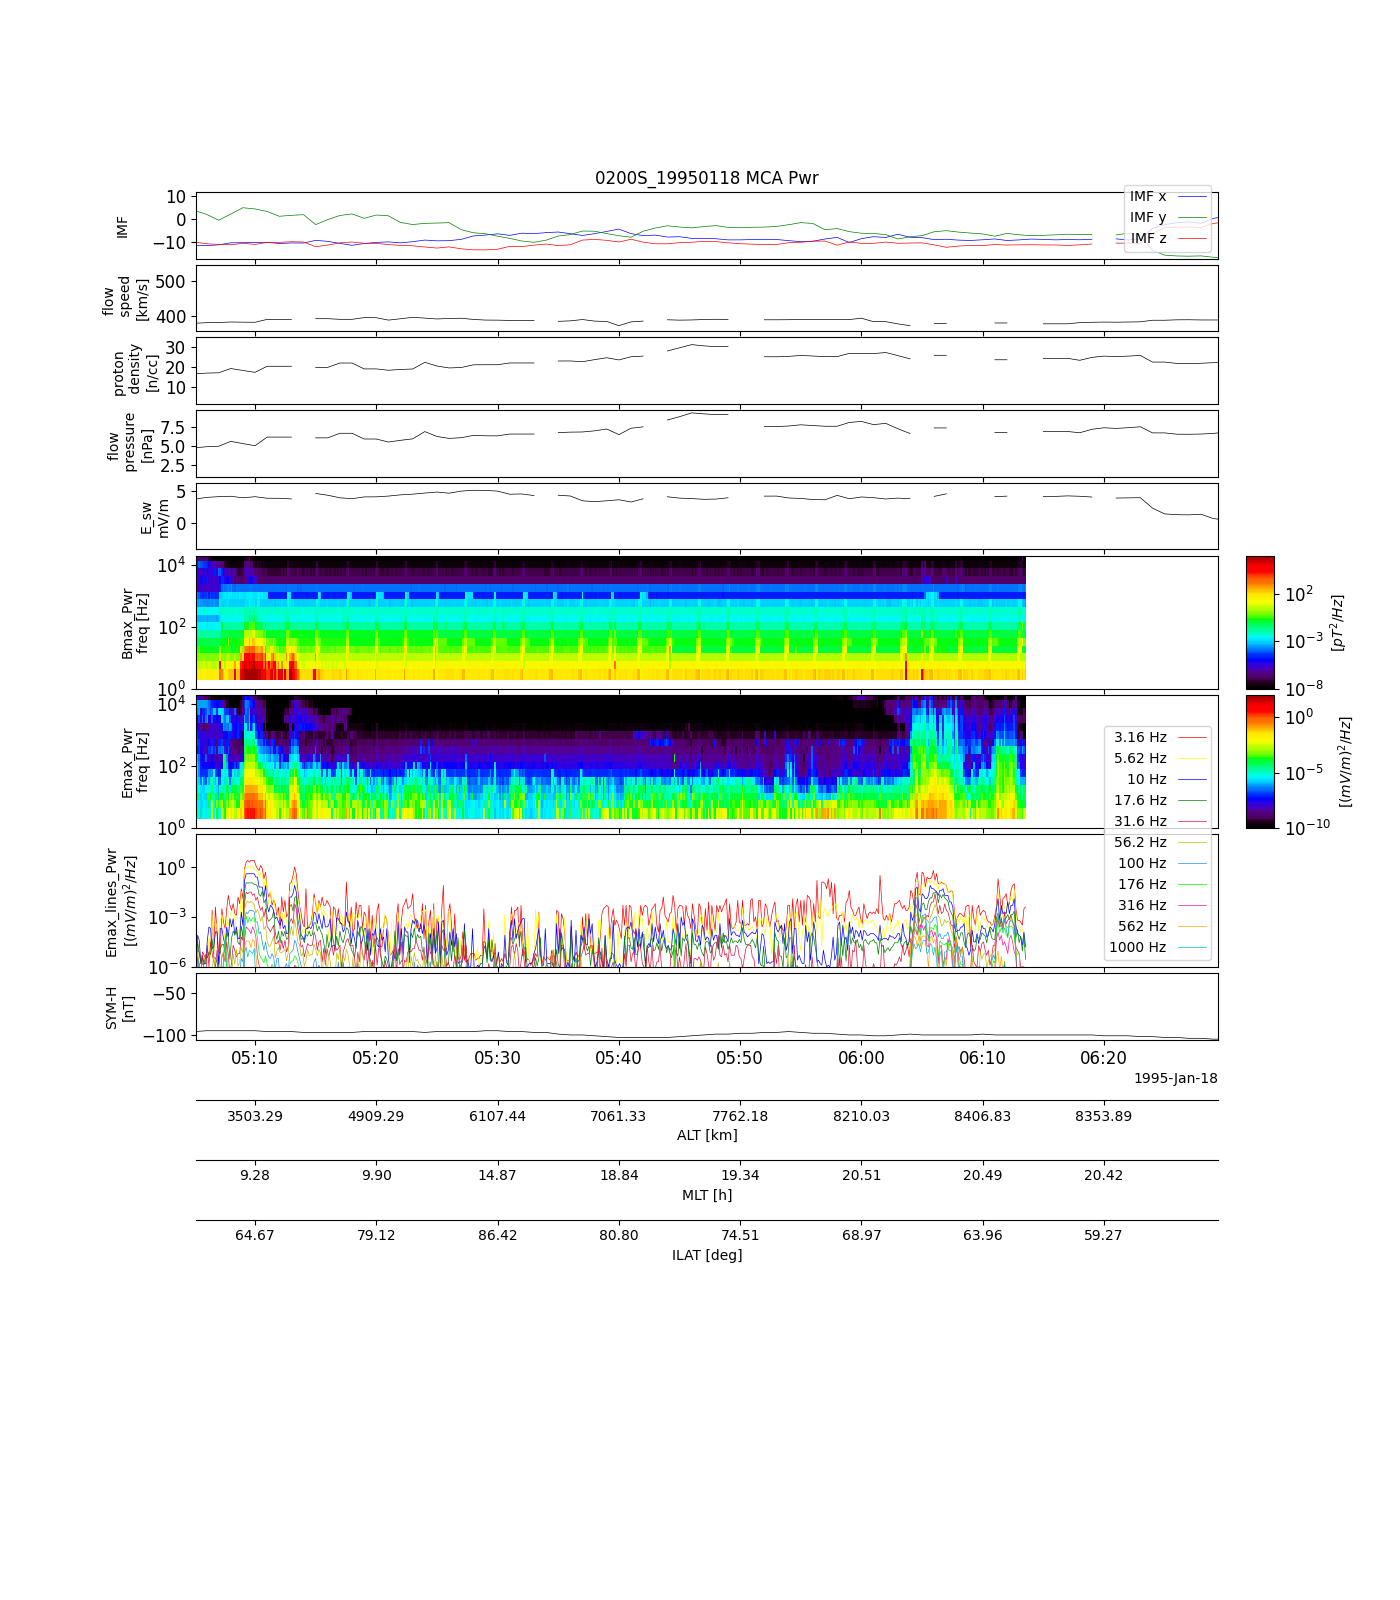 0200S_19950118 MCA Pwr
10
0
−10
IMF
IMF x
IMF y
IMF z
500
400
flow
speed
[km/s]
30
20
10
proton
density
[n/cc]
7.5
5.0
2.5
flow
pressure
[nPa]
5
0
E_sw
mV/m
10^4
10^2
10^0
Bmax_Pwr
freq [Hz]
10^2
10^−3
10^−8
[pT^2/Hz]
10^4
10^2
10^0
Emax_Pwr
freq [Hz]
10^0
10^−5
10^−10
[(mV/m)^2/Hz]
3.16 Hz
5.62 Hz
10 Hz
17.6 Hz
31.6 Hz
56.2 Hz
100 Hz
176 Hz
316 Hz
562 Hz
1000 Hz
10^0
10^−3
10^−6
Emax_lines_Pwr
[(mV/m)^2/Hz]
−50
−100
SYM-H
[nT]
05:10 05:20 05:30 05:40 05:50 06:00 06:10 06:20
1995-Jan-18
3503.29 4909.29 6107.44 7061.33 7762.18 8210.03 8406.83 8353.89
ALT [km]
9.28 9.90 14.87 18.84 19.34 20.51 20.49 20.42
MLT [h]
64.67 79.12 86.42 80.80 74.51 68.97 63.96 59.27
ILAT [deg]